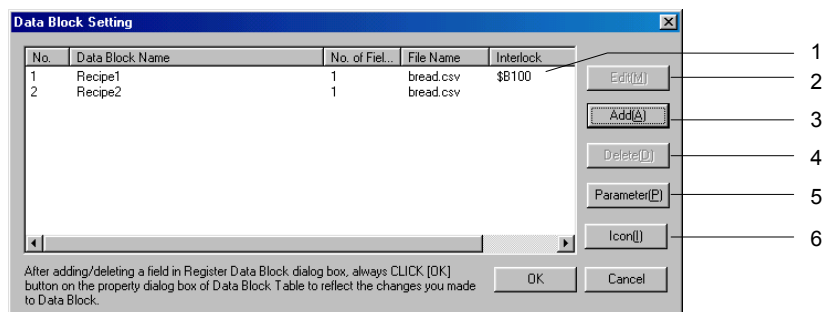 Data Block Setting
No. Data Block Name No. of Fiel... File Name Interlock
1 Recipe1 1 bread.csv $B100
2 Recipe2 1 bread.csv
Edit(M)
Add(A)
Delete(D)
Parameter(P)
Icon(I)
After adding/deleting a field in Register Data Block dialog box, always CLICK [OK]
button on the property dialog box of Data Block Table to reflect the changes you made
to Data Block.
OK Cancel
1
2
3
4
5
6